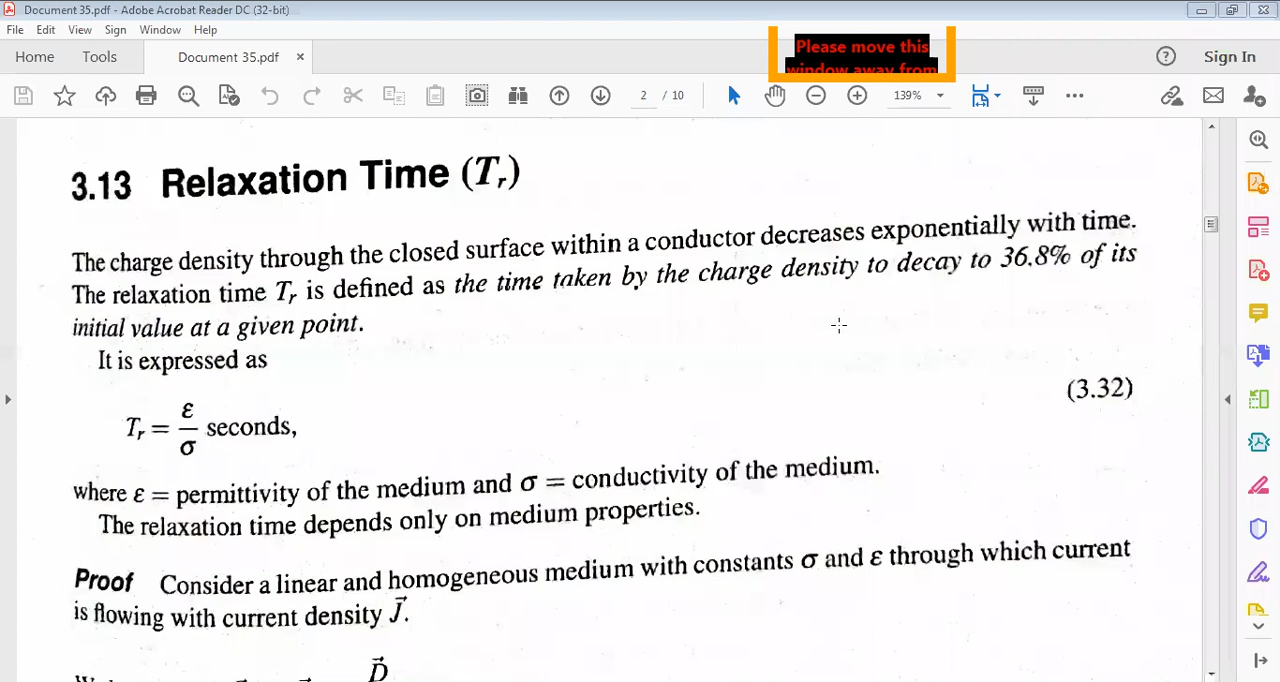 Document 35.pdf - Adobe Acrobat Reader DC (32-bit)
File Edit View Sign Window Help
Home Tools Document 35.pdf ×
Please move this
window away from
? Sign In
2 / 10 139%
3.13 Relaxation Time (Tᵣ)
The charge density through the closed surface within a conductor decreases exponentially with time.
The relaxation time Tᵣ is defined as the time taken by the charge density to decay to 36.8% of its
initial value at a given point.
It is expressed as
(3.32)
Tᵣ = ε/σ seconds,
where ε = permittivity of the medium and σ = conductivity of the medium.
The relaxation time depends only on medium properties.
Proof Consider a linear and homogeneous medium with constants σ and ε through which current
is flowing with current density J⃗.
D⃗